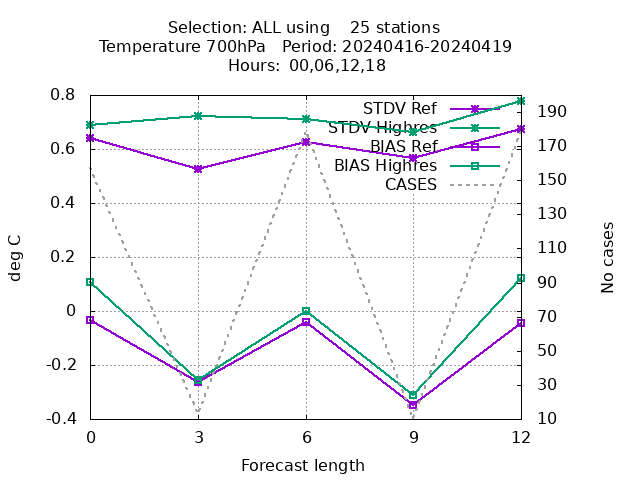 Selection: ALL using    25 stations
Temperature 700hPa   Period: 20240416-20240419
Hours: 00,06,12,18
STDV Ref
STDV Highres
BIAS Ref
BIAS Highres
CASES
0.8
0.6
0.4
0.2
0
-0.2
-0.4
deg C
190
170
150
130
110
90
70
50
30
10
No cases
0 3 6 9 12
Forecast length